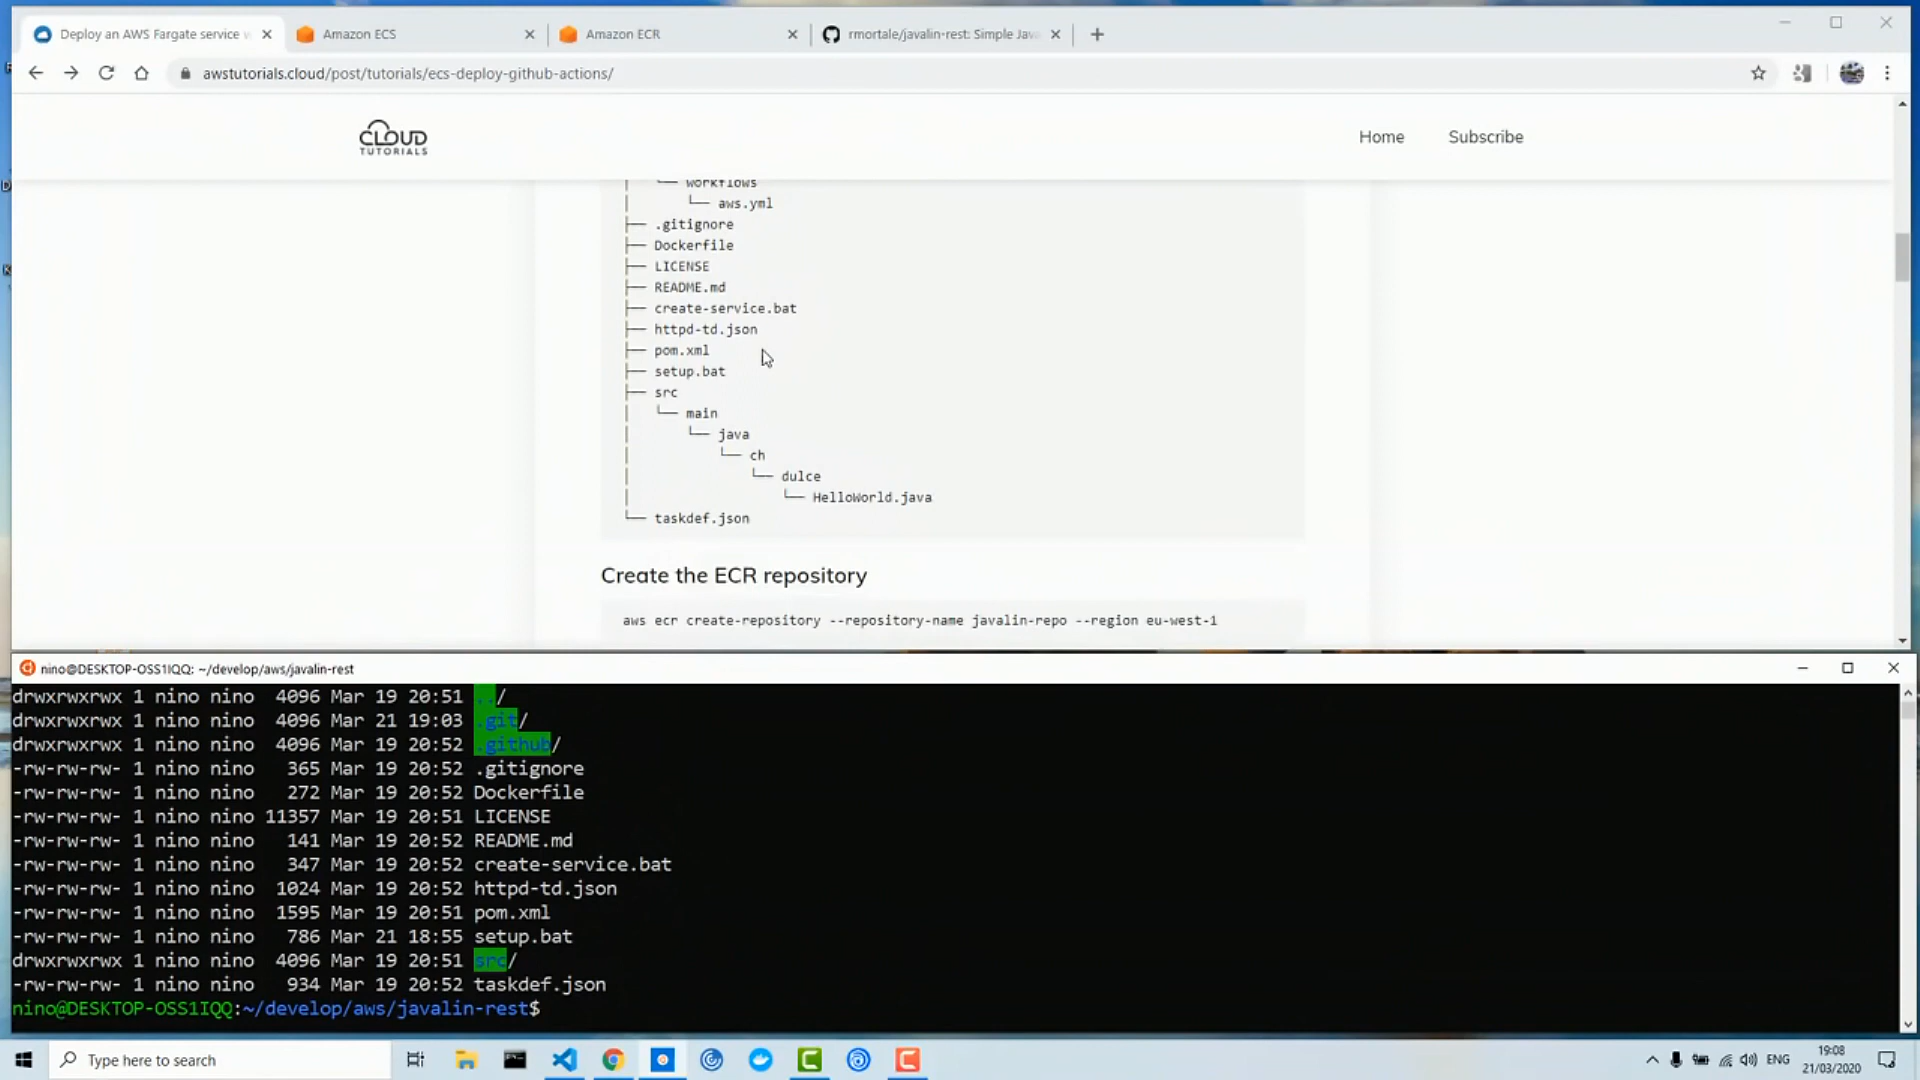 Deploy an AWS Fargate service w
Amazon ECS
Amazon ECR
rmortale/javalin-rest: Simple Jav
awstutorials.cloud/post/tutorials/ecs-deploy-github-actions/
CLOUD
TUTORIALS
Home
Subscribe
workflows
aws.yml
.gitignore
Dockerfile
LICENSE
README.md
create-service.bat
httpd-td.json
pom.xml
setup.bat
src
main
java
ch
dulce
HelloWorld.java
taskdef.json
Create the ECR repository
aws ecr create-repository --repository-name javalin-repo --region eu-west-1
nino@DESKTOP-OSS1IQQ: ~/develop/aws/javalin-rest
drwxrwxrwx 1 nino nino 4096 Mar 19 20:51 ../
drwxrwxrwx 1 nino nino 4096 Mar 21 19:03 .git/
drwxrwxrwx 1 nino nino 4096 Mar 19 20:52 .github/
-rw-rw-rw- 1 nino nino 365 Mar 19 20:52 .gitignore
-rw-rw-rw- 1 nino nino 272 Mar 19 20:52 Dockerfile
-rw-rw-rw- 1 nino nino 11357 Mar 19 20:51 LICENSE
-rw-rw-rw- 1 nino nino 141 Mar 19 20:52 README.md
-rw-rw-rw- 1 nino nino 347 Mar 19 20:52 create-service.bat
-rw-rw-rw- 1 nino nino 1024 Mar 19 20:52 httpd-td.json
-rw-rw-rw- 1 nino nino 1595 Mar 19 20:51 pom.xml
-rw-rw-rw- 1 nino nino 786 Mar 21 18:55 setup.bat
drwxrwxrwx 1 nino nino 4096 Mar 19 20:51 src/
-rw-rw-rw- 1 nino nino 934 Mar 19 20:52 taskdef.json
nino@DESKTOP-OSS1IQQ:~/develop/aws/javalin-rest$
Type here to search
ENG
19:08
21/03/2020